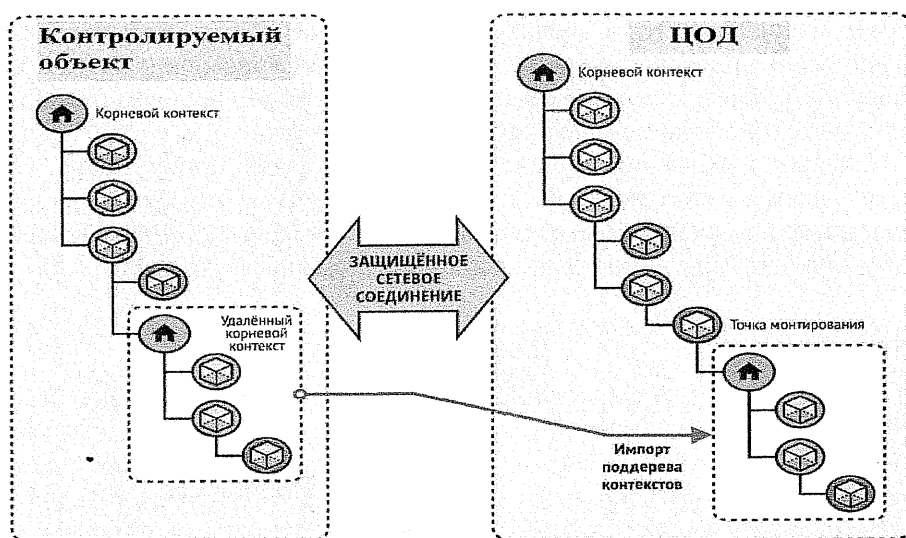 Контролируемый
объект
Корневой контекст
Удалённый
корневой
контекст
ЗАЩИЩЁННОЕ
СЕТЕВОЕ
СОЕДИНЕНИЕ
ЦОД
Корневой контекст
Точка монтирования
Импорт
поддерева
контекстов